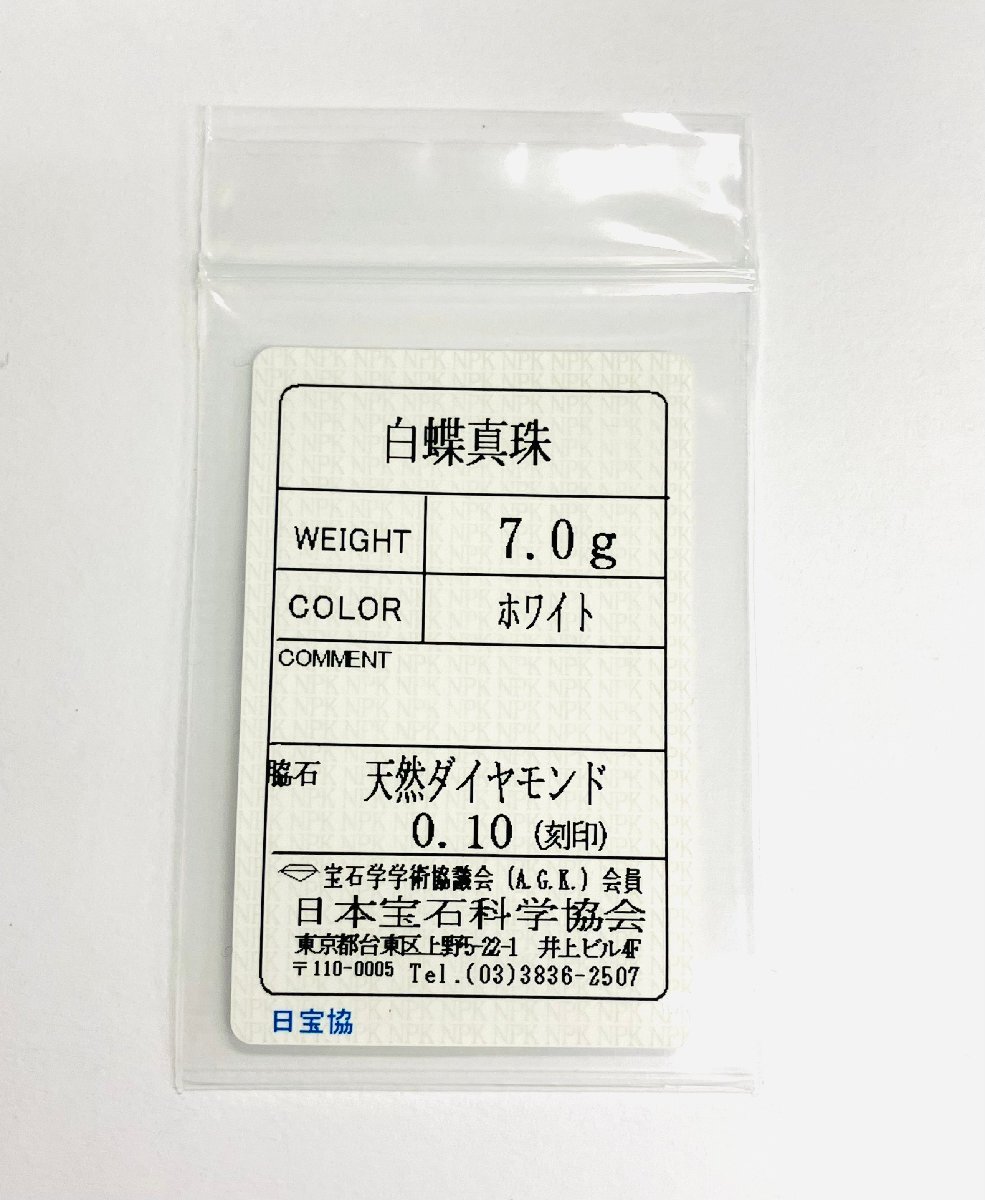 白蝶真珠
WEIGHT 7.0g
COLOR ホワイト
COMMENT
脇石 天然ダイヤモンド
0.10 (刻印)
宝石学学術協議会 (A.G.K.) 会員
日本宝石科学協会
東京都台東区上野5-22-1 井上ビル4F
〒110-0005 Tel.(03)3836-2507
日宝協